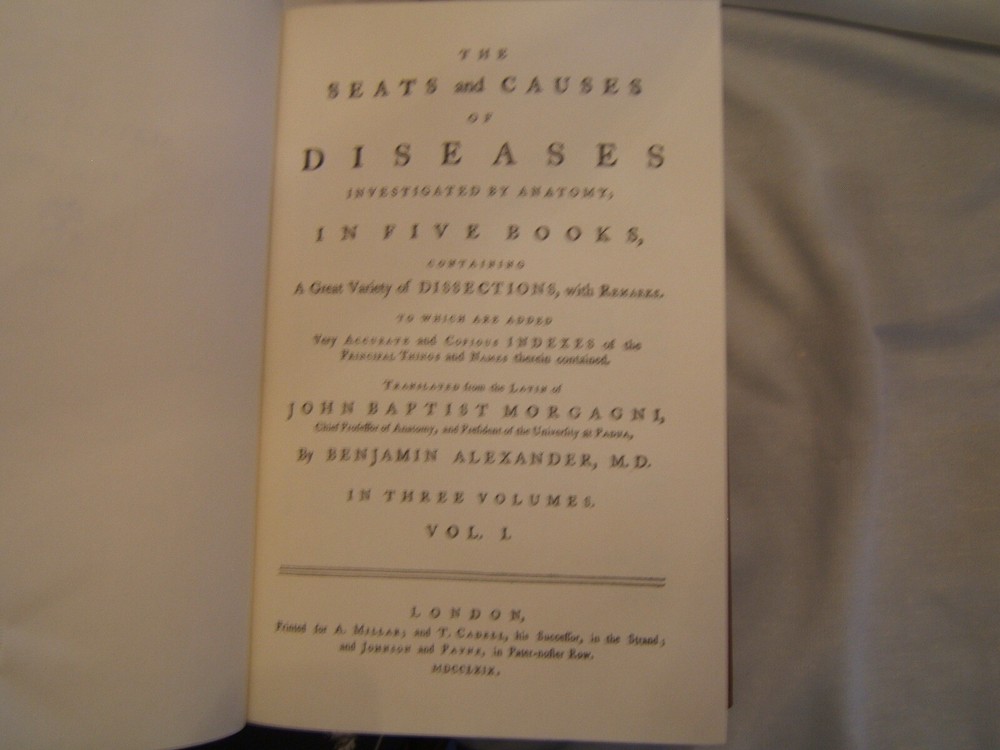 THE
SEATS and CAUSES
OF
DISEASES
INVESTIGATED BY ANATOMY;
IN FIVE BOOKS,
CONTAINING
A Great Variety of DISSECTIONS, with REMARKS.
TO WHICH ARE ADDED
Very ACCURATE and COPIOUS INDEXES of the
PRINCIPAL THINGS and NAMES therein contained.
TRANSLATED from the LATIN of
JOHN BAPTIST MORGAGNI,
Chief Professor of Anatomy, and President of the University at PADUA,
By BENJAMIN ALEXANDER, M.D.
IN THREE VOLUMES.
VOL. I.
LONDON,
Printed for A. MILLAR; and T. CADELL, his Successor, in the Strand;
and JOHNSON and PAYNE, in Pater-noster Row.
MDCCLXIX.